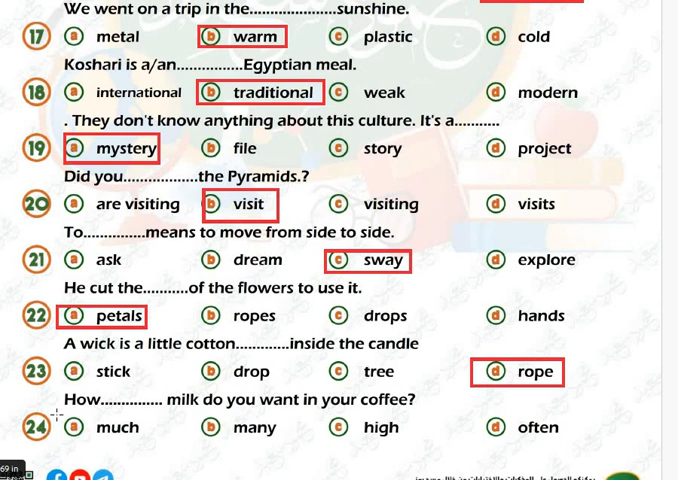 We went on a trip in the.....................sunshine.
17 a metal b warm c plastic d cold
Koshari is a/an................Egyptian meal.
18 a international b traditional c weak d modern
. They don't know anything about this culture. It's a...........
19 a mystery b file c story d project
Did you..................the Pyramids.?
20 a are visiting b visit c visiting d visits
To...............means to move from side to side.
21 a ask b dream c sway d explore
He cut the...........of the flowers to use it.
22 a petals b ropes c drops d hands
A wick is a little cotton.............inside the candle
23 a stick b drop c tree d rope
How............... milk do you want in your coffee?
24 a much b many c high d often
69 in